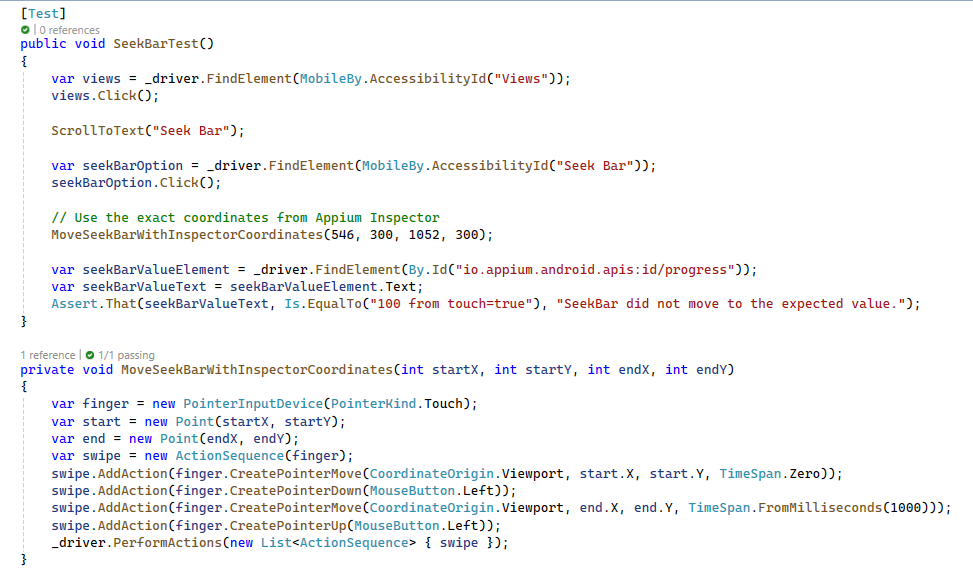 [Test]
| 0 references
public void SeekBarTest()
{
var views = _driver.FindElement(MobileBy.AccessibilityId("Views"));
views.Click();
ScrollToText("Seek Bar");
var seekBarOption = _driver.FindElement(MobileBy.AccessibilityId("Seek Bar"));
seekBarOption.Click();
// Use the exact coordinates from Appium Inspector
MoveSeekBarWithInspectorCoordinates(546, 300, 1052, 300);
var seekBarValueElement = _driver.FindElement(By.Id("io.appium.android.apis:id/progress"));
var seekBarValueText = seekBarValueElement.Text;
Assert.That(seekBarValueText, Is.EqualTo("100 from touch=true"), "SeekBar did not move to the expected value.");
}
1 reference | 1/1 passing
private void MoveSeekBarWithInspectorCoordinates(int startX, int startY, int endX, int endY)
{
var finger = new PointerInputDevice(PointerKind.Touch);
var start = new Point(startX, startY);
var end = new Point(endX, endY);
var swipe = new ActionSequence(finger);
swipe.AddAction(finger.CreatePointerMove(CoordinateOrigin.Viewport, start.X, start.Y, TimeSpan.Zero));
swipe.AddAction(finger.CreatePointerDown(MouseButton.Left));
swipe.AddAction(finger.CreatePointerMove(CoordinateOrigin.Viewport, end.X, end.Y, TimeSpan.FromMilliseconds(1000)));
swipe.AddAction(finger.CreatePointerUp(MouseButton.Left));
_driver.PerformActions(new List<ActionSequence> { swipe });
}